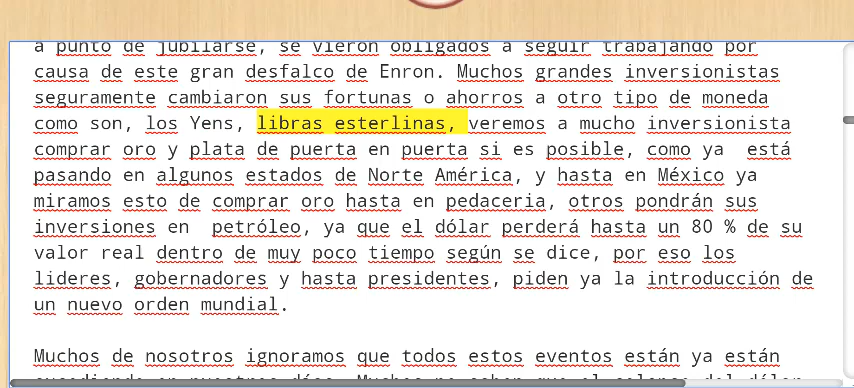 a punto de jubilarse, se vieron obligados a seguir trabajando por
causa de este gran desfalco de Enron. Muchos grandes inversionistas
seguramente cambiaron sus fortunas o ahorros a otro tipo de moneda
como son, los Yens, libras esterlinas, veremos a mucho inversionista
comprar oro y plata de puerta en puerta si es posible, como ya  está
pasando en algunos estados de Norte América, y hasta en México ya
miramos esto de comprar oro hasta en pedaceria, otros pondrán sus
inversiones en  petróleo, ya que el dólar perderá hasta un 80 % de su
valor real dentro de muy poco tiempo según se dice, por eso los
lideres, gobernadores y hasta presidentes, piden ya la introducción de
un nuevo orden mundial.
Muchos de nosotros ignoramos que todos estos eventos están ya están